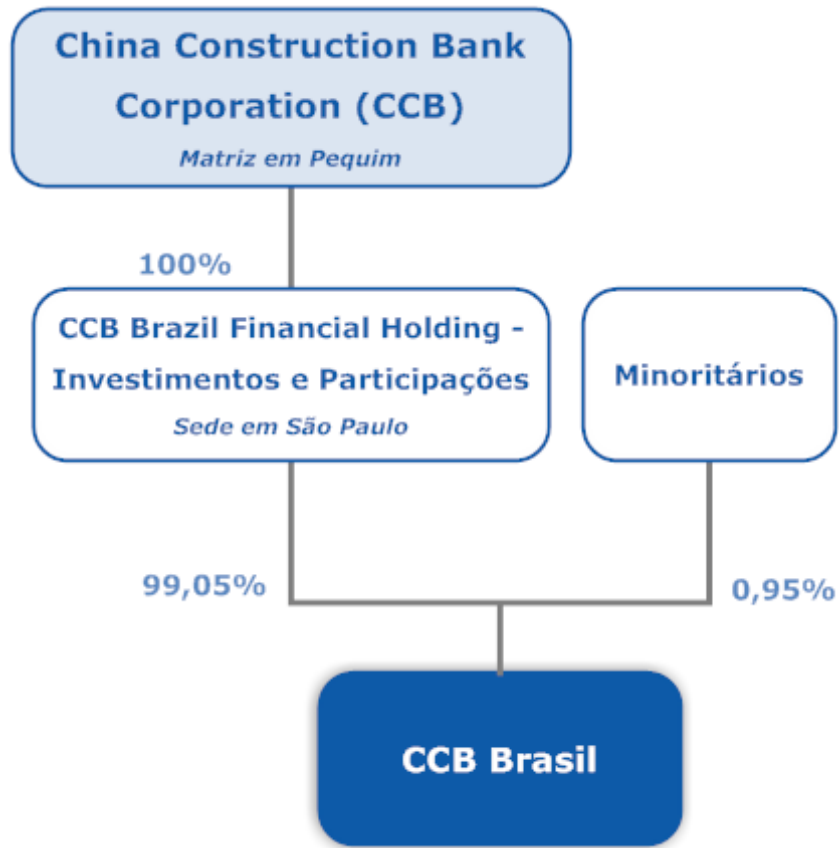 China Construction Bank
Corporation (CCB)
Matriz em Pequim
100%
CCB Brazil Financial Holding -
Investimentos e Participações
Sede em São Paulo
Minoritários
99,05%
0,95%
CCB Brasil